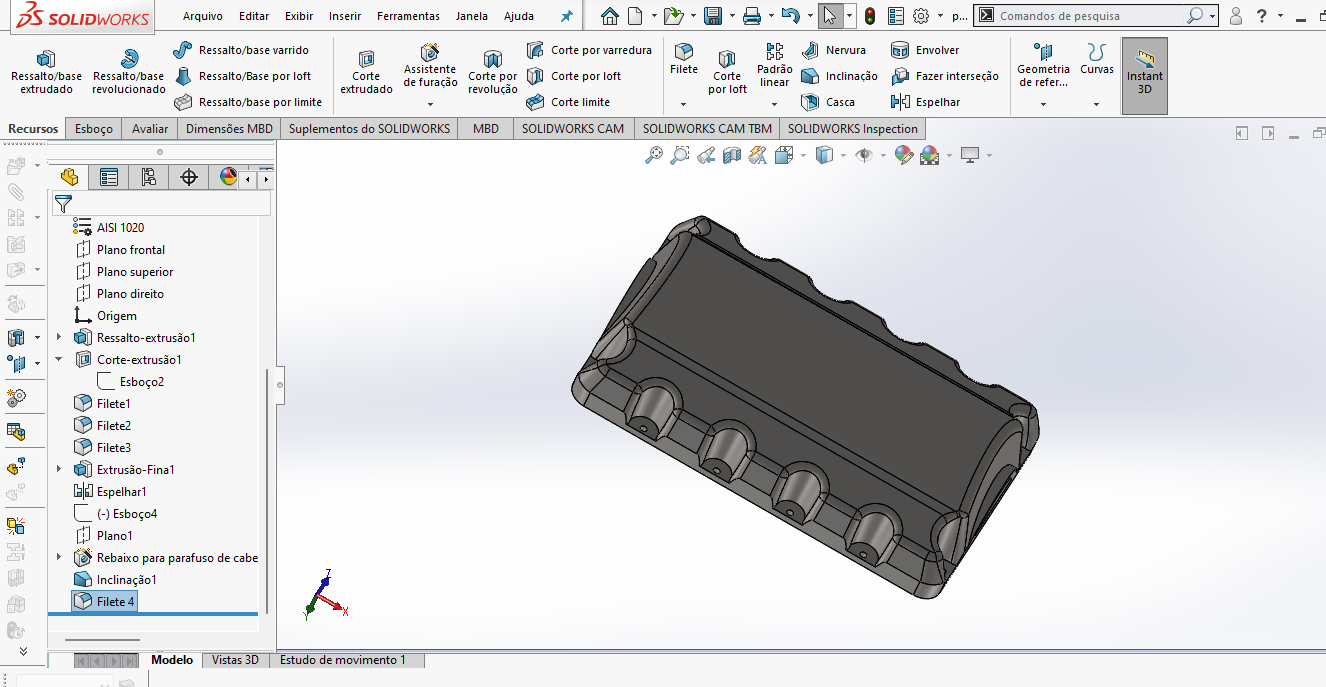 SOLIDWORKS
Arquivo Editar Exibir Inserir Ferramentas Janela Ajuda
p...
Comandos de pesquisa
?
Ressalto/base
extrudado
Ressalto/base
revolucionado
Ressalto/base varrido
Ressalto/Base por loft
Ressalto/base por limite
Corte
extrudado
Assistente
de furação
Corte por
revolução
Corte por varredura
Corte por loft
Corte limite
Filete
Corte
por loft
Padrão
linear
Nervura
Inclinação
Casca
Envolver
Fazer interseção
Espelhar
Geometria
de refer...
Curvas
Instant
3D
Recursos Esboço Avaliar Dimensões MBD Suplementos do SOLIDWORKS MBD SOLIDWORKS CAM SOLIDWORKS CAM TBM SOLIDWORKS Inspection
AISI 1020
Plano frontal
Plano superior
Plano direito
Origem
Ressalto-extrusão1
Corte-extrusão1
Esboço2
Filete1
Filete2
Filete3
Extrusão-Fina1
Espelhar1
(-) Esboço4
Plano1
Rebaixo para parafuso de cabe
Inclinação1
Filete 4
Z
X
Y
Modelo Vistas 3D Estudo de movimento 1